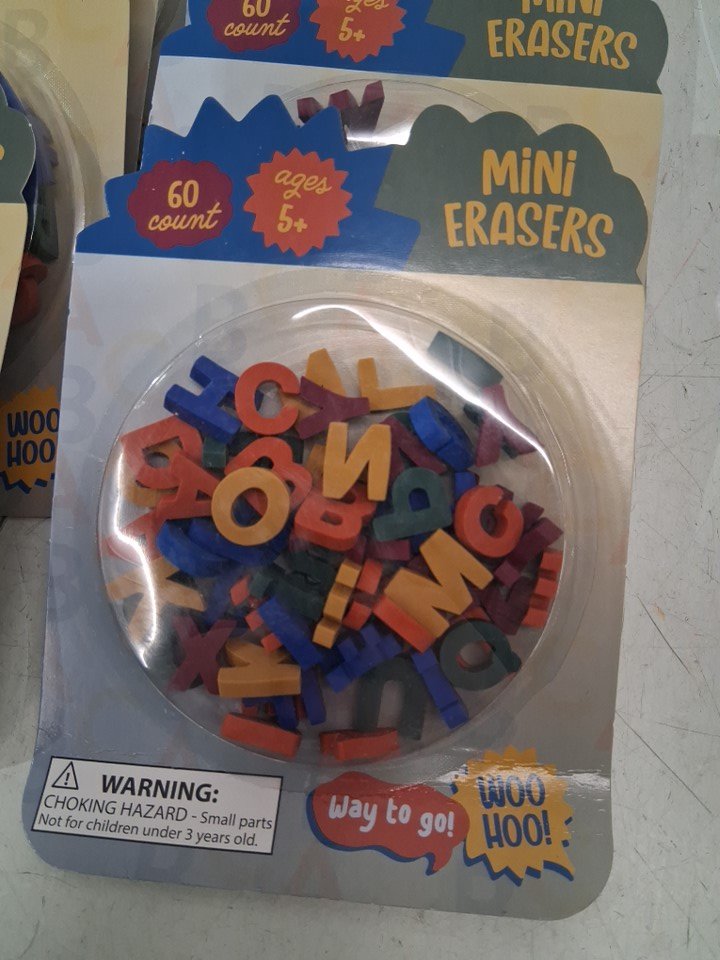 60
count
ages
5+
MiNi
ERASERS
60
count
ages
5+
MiNi
ERASERS
WOO
HOO
WARNING:
CHOKING HAZARD - Small parts
Not for children under 3 years old.
Way to go!
WOO
HOO!